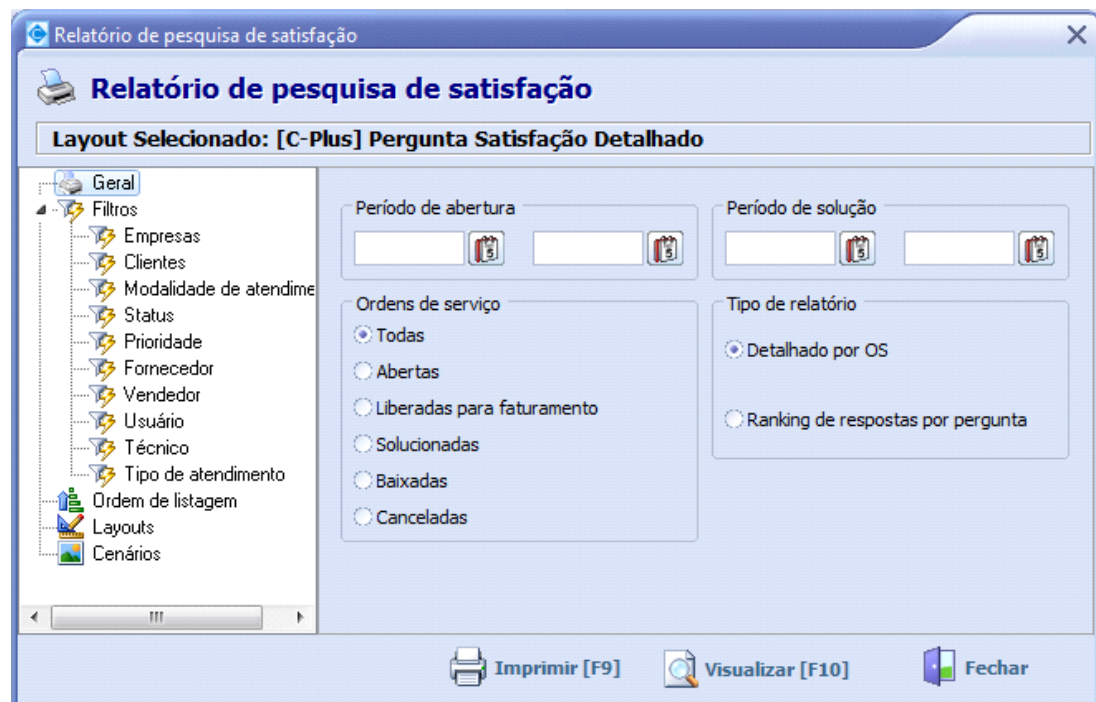 Relatório de pesquisa de satisfação
Relatório de pesquisa de satisfação
Layout Selecionado: [C-Plus] Pergunta Satisfação Detalhado
Geral
Filtros
Empresas
Clientes
Modalidade de atendime
Status
Prioridade
Fornecedor
Vendedor
Usuário
Técnico
Tipo de atendimento
Ordem de listagem
Layouts
Cenários
Período de abertura
Período de solução
Ordens de serviço
Todas
Abertas
Liberadas para faturamento
Solucionadas
Baixadas
Canceladas
Tipo de relatório
Detalhado por OS
Ranking de respostas por pergunta
Imprimir [F9]
Visualizar [F10]
Fechar